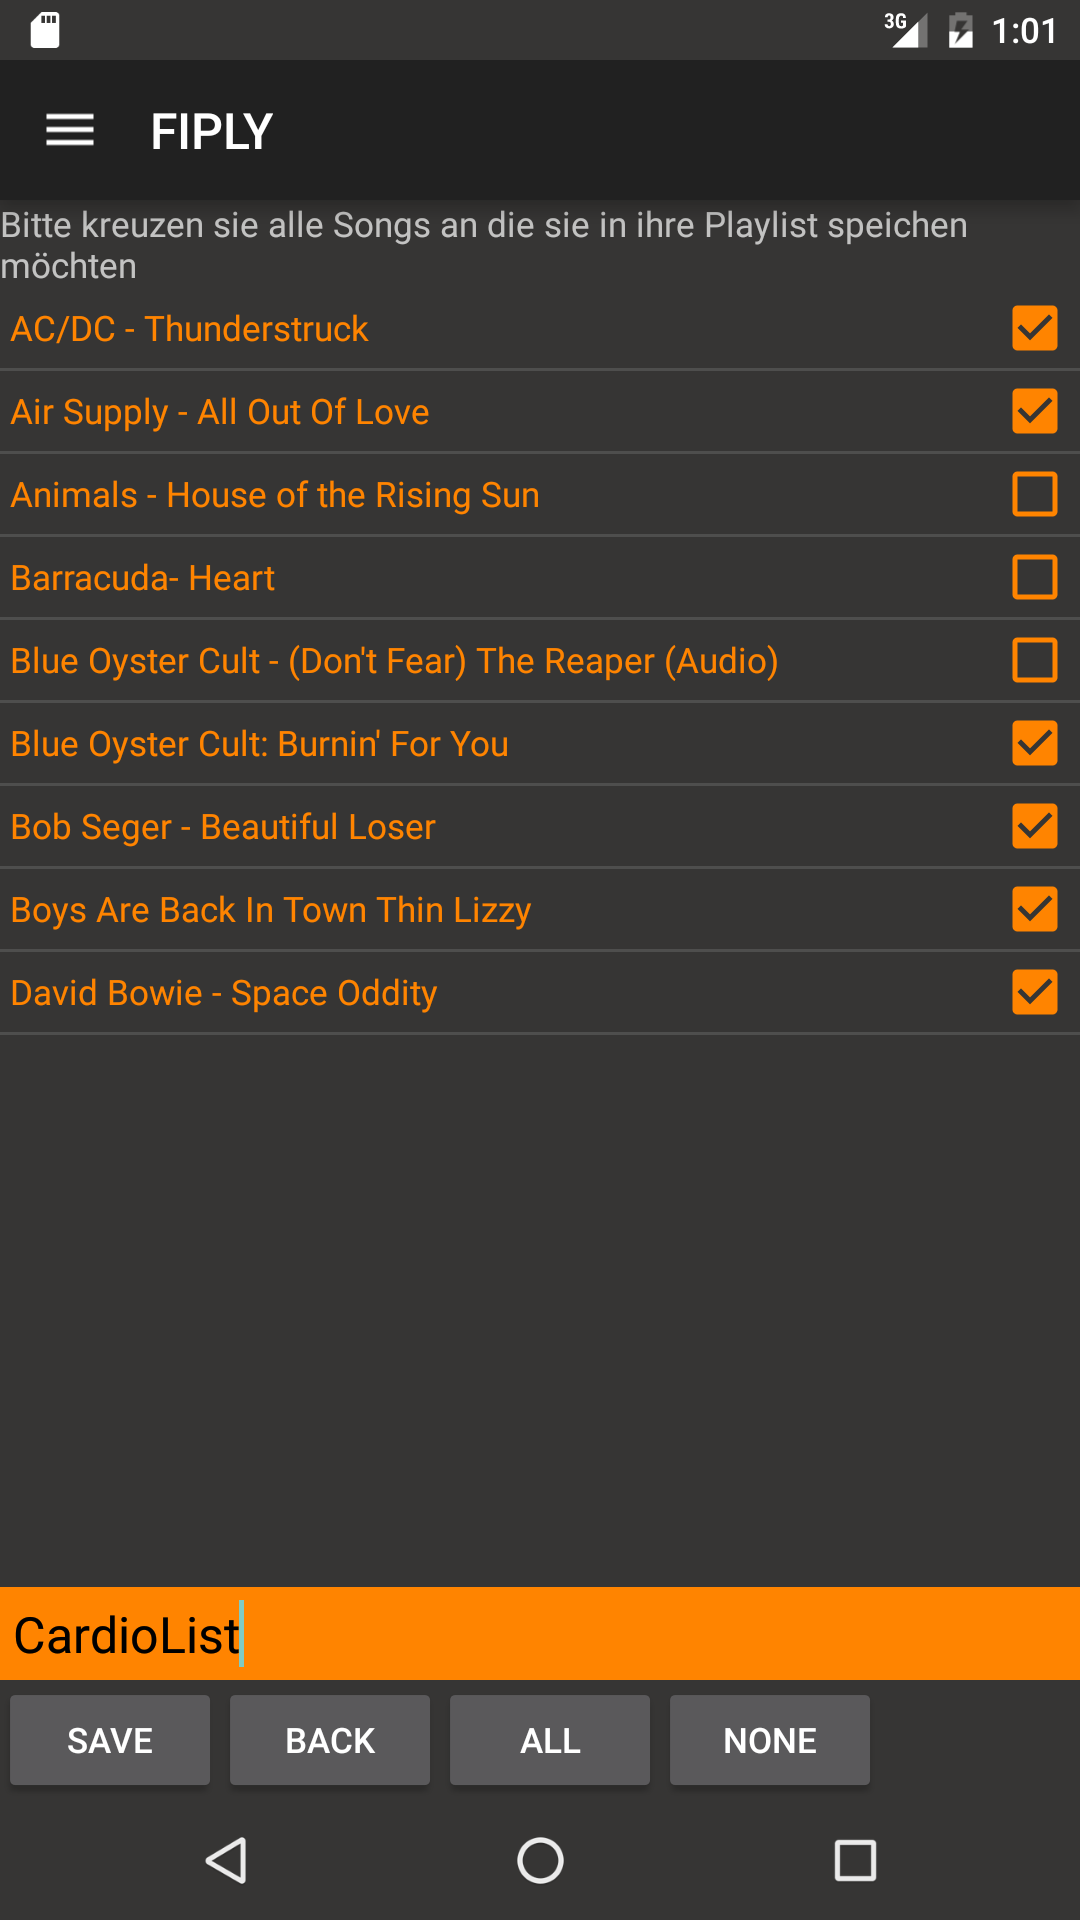 3G 1:01
FIPLY
Bitte kreuzen sie alle Songs an die sie in ihre Playlist speichen
möchten
AC/DC - Thunderstruck
Air Supply - All Out Of Love
Animals - House of the Rising Sun
Barracuda- Heart
Blue Oyster Cult - (Don't Fear) The Reaper (Audio)
Blue Oyster Cult: Burnin' For You
Bob Seger - Beautiful Loser
Boys Are Back In Town Thin Lizzy
David Bowie - Space Oddity
CardioList
SAVE BACK ALL NONE